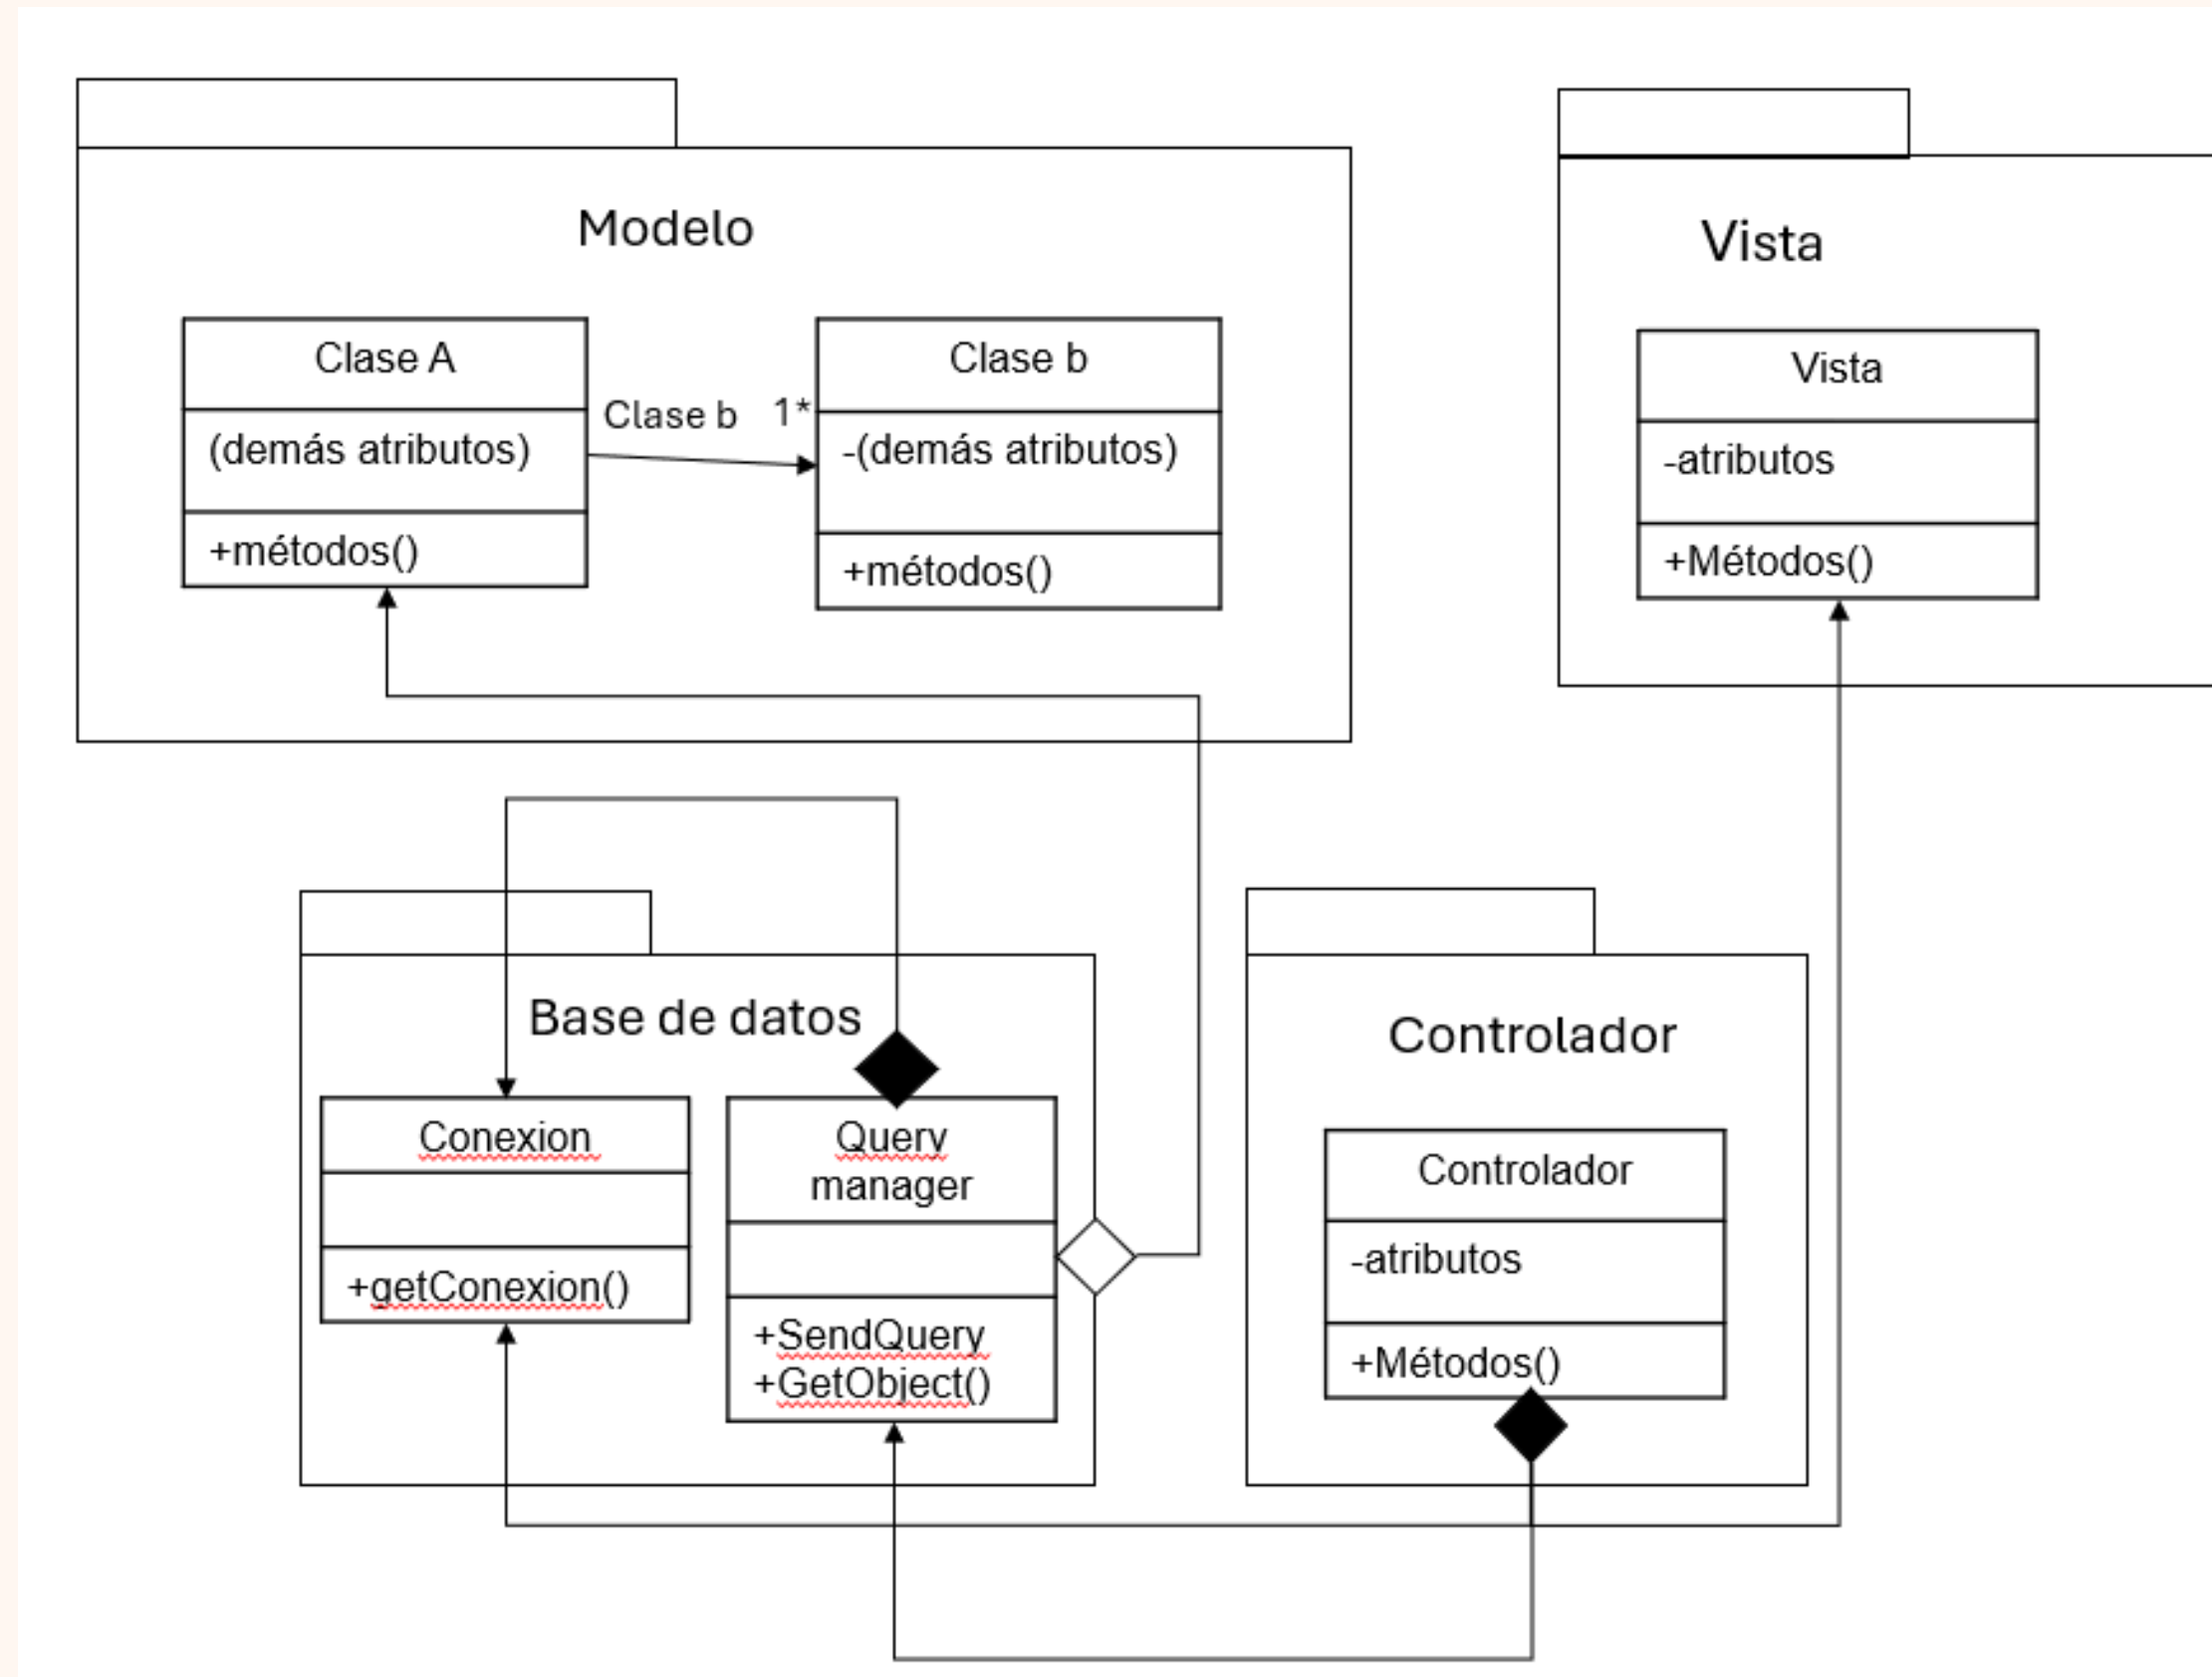 Modelo
Clase A
(demás atributos)
+métodos()
Clase b
1*
Clase b
-(demás atributos)
+métodos()
Vista
Vista
-atributos
+Métodos()
Base de datos
Conexion
+getConexion()
Query
manager
+SendQuery
+GetObject()
Controlador
Controlador
-atributos
+Métodos()